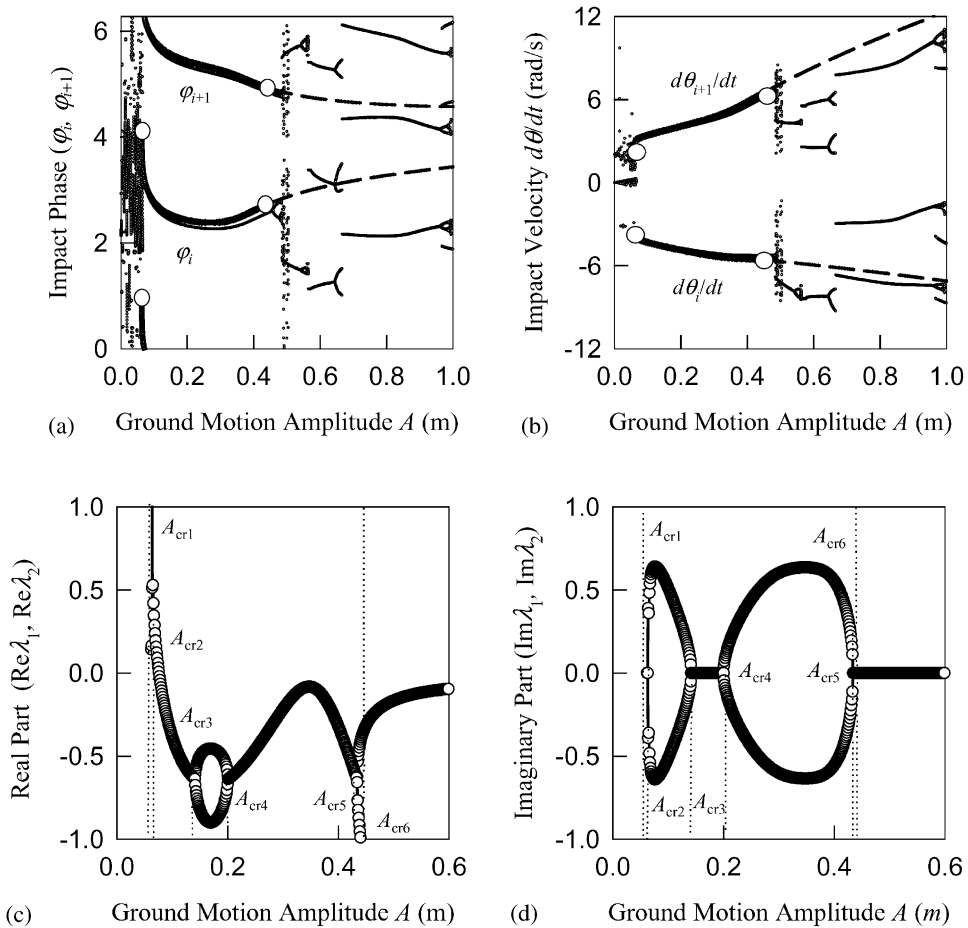 Impact Phase (φi, φi+1)
6
4
2
0
φi+1
φi
0.0 0.2 0.4 0.6 0.8 1.0
(a) Ground Motion Amplitude A (m)
Impact Velocity dθ/dt (rad/s)
12
6
0
-6
-12
dθi+1/dt
dθi/dt
0.0 0.2 0.4 0.6 0.8 1.0
(b) Ground Motion Amplitude A (m)
Real Part (Reλ1, Reλ2)
1.0
0.5
0.0
-0.5
-1.0
Acr1
Acr2
Acr3
Acr4
Acr5
Acr6
0.0 0.2 0.4 0.6
(c) Ground Motion Amplitude A (m)
Imaginary Part (Imλ1, Imλ2)
1.0
0.5
0.0
-0.5
-1.0
Acr1
Acr6
Acr4
Acr5
Acr2
Acr3
0.0 0.2 0.4 0.6
(d) Ground Motion Amplitude A (m)